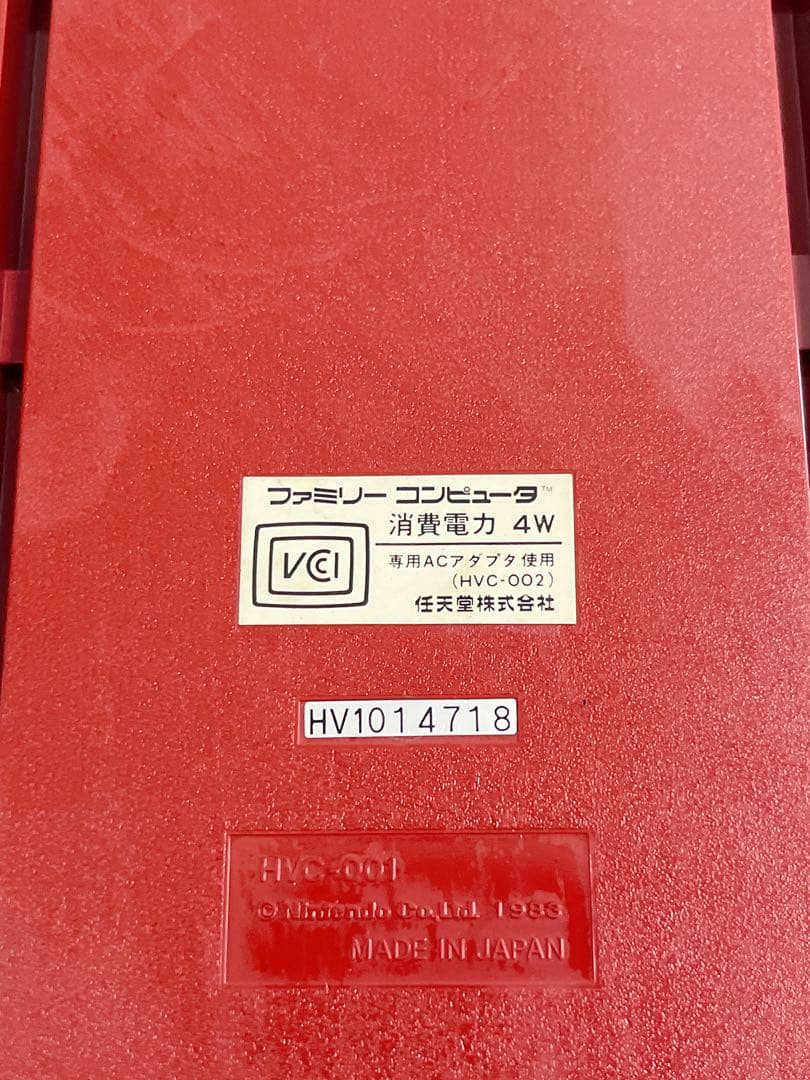 ファミリー コンピュータ™
消費電力 4W
VCCI
専用ACアダプタ使用
(HVC-002)
任天堂株式会社
HV1014718
HVC-001
©Nintendo Co.,Ltd. 1983
MADE IN JAPAN